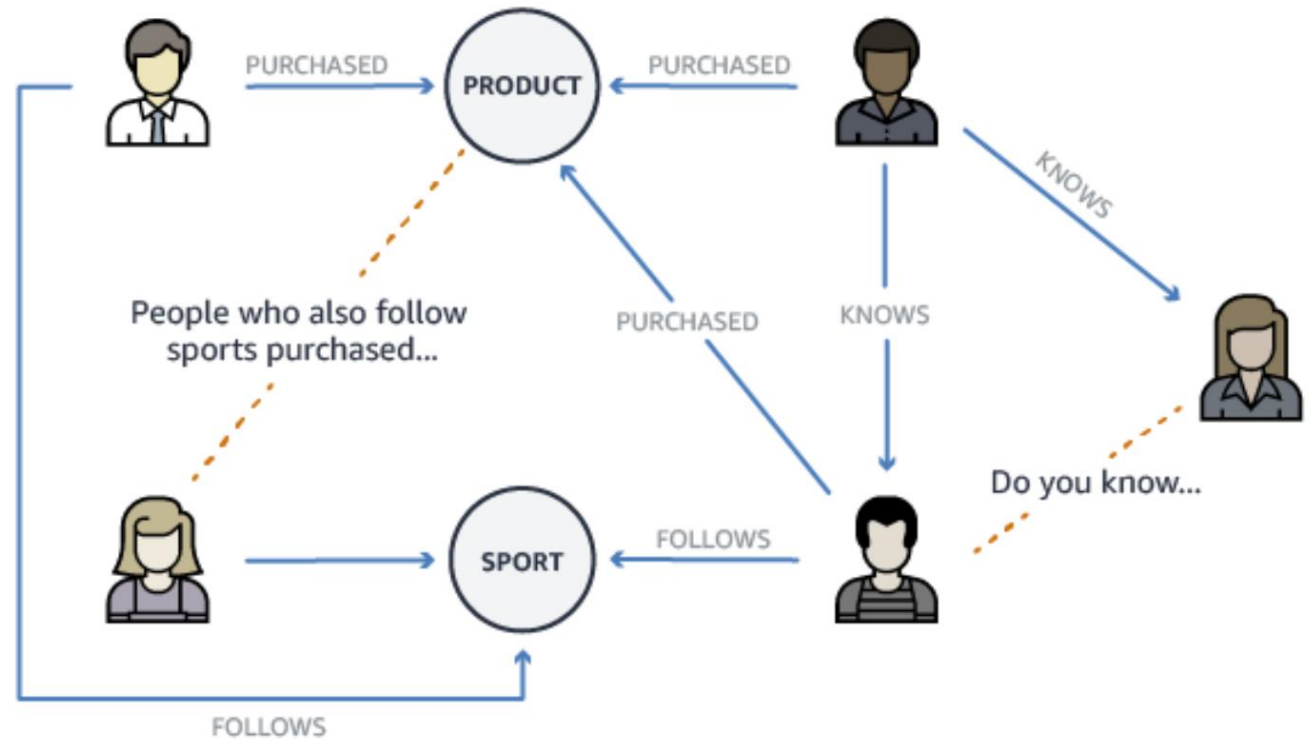 PURCHASED
PRODUCT
PURCHASED
KNOWS
People who also follow
sports purchased...
PURCHASED
KNOWS
Do you know...
SPORT
FOLLOWS
FOLLOWS